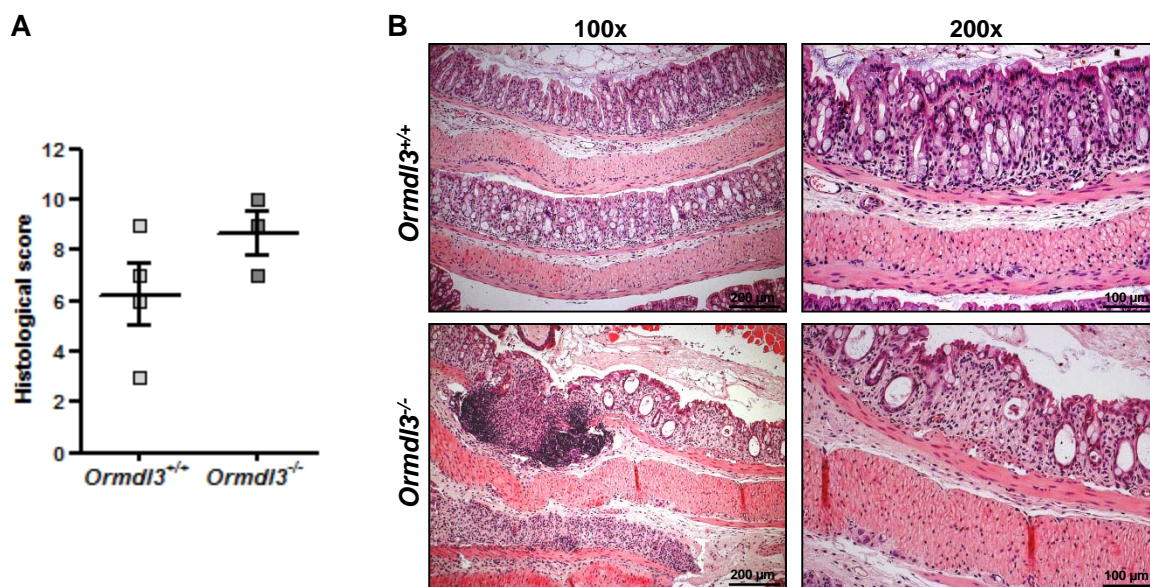 A
B
100x
200x
Histological score
12
10
8
6
4
2
0
Ormdl3+/+
Ormdl3-/-
Ormdl3+/+
Ormdl3-/-
200 µm
100 µm
200 µm
100 µm